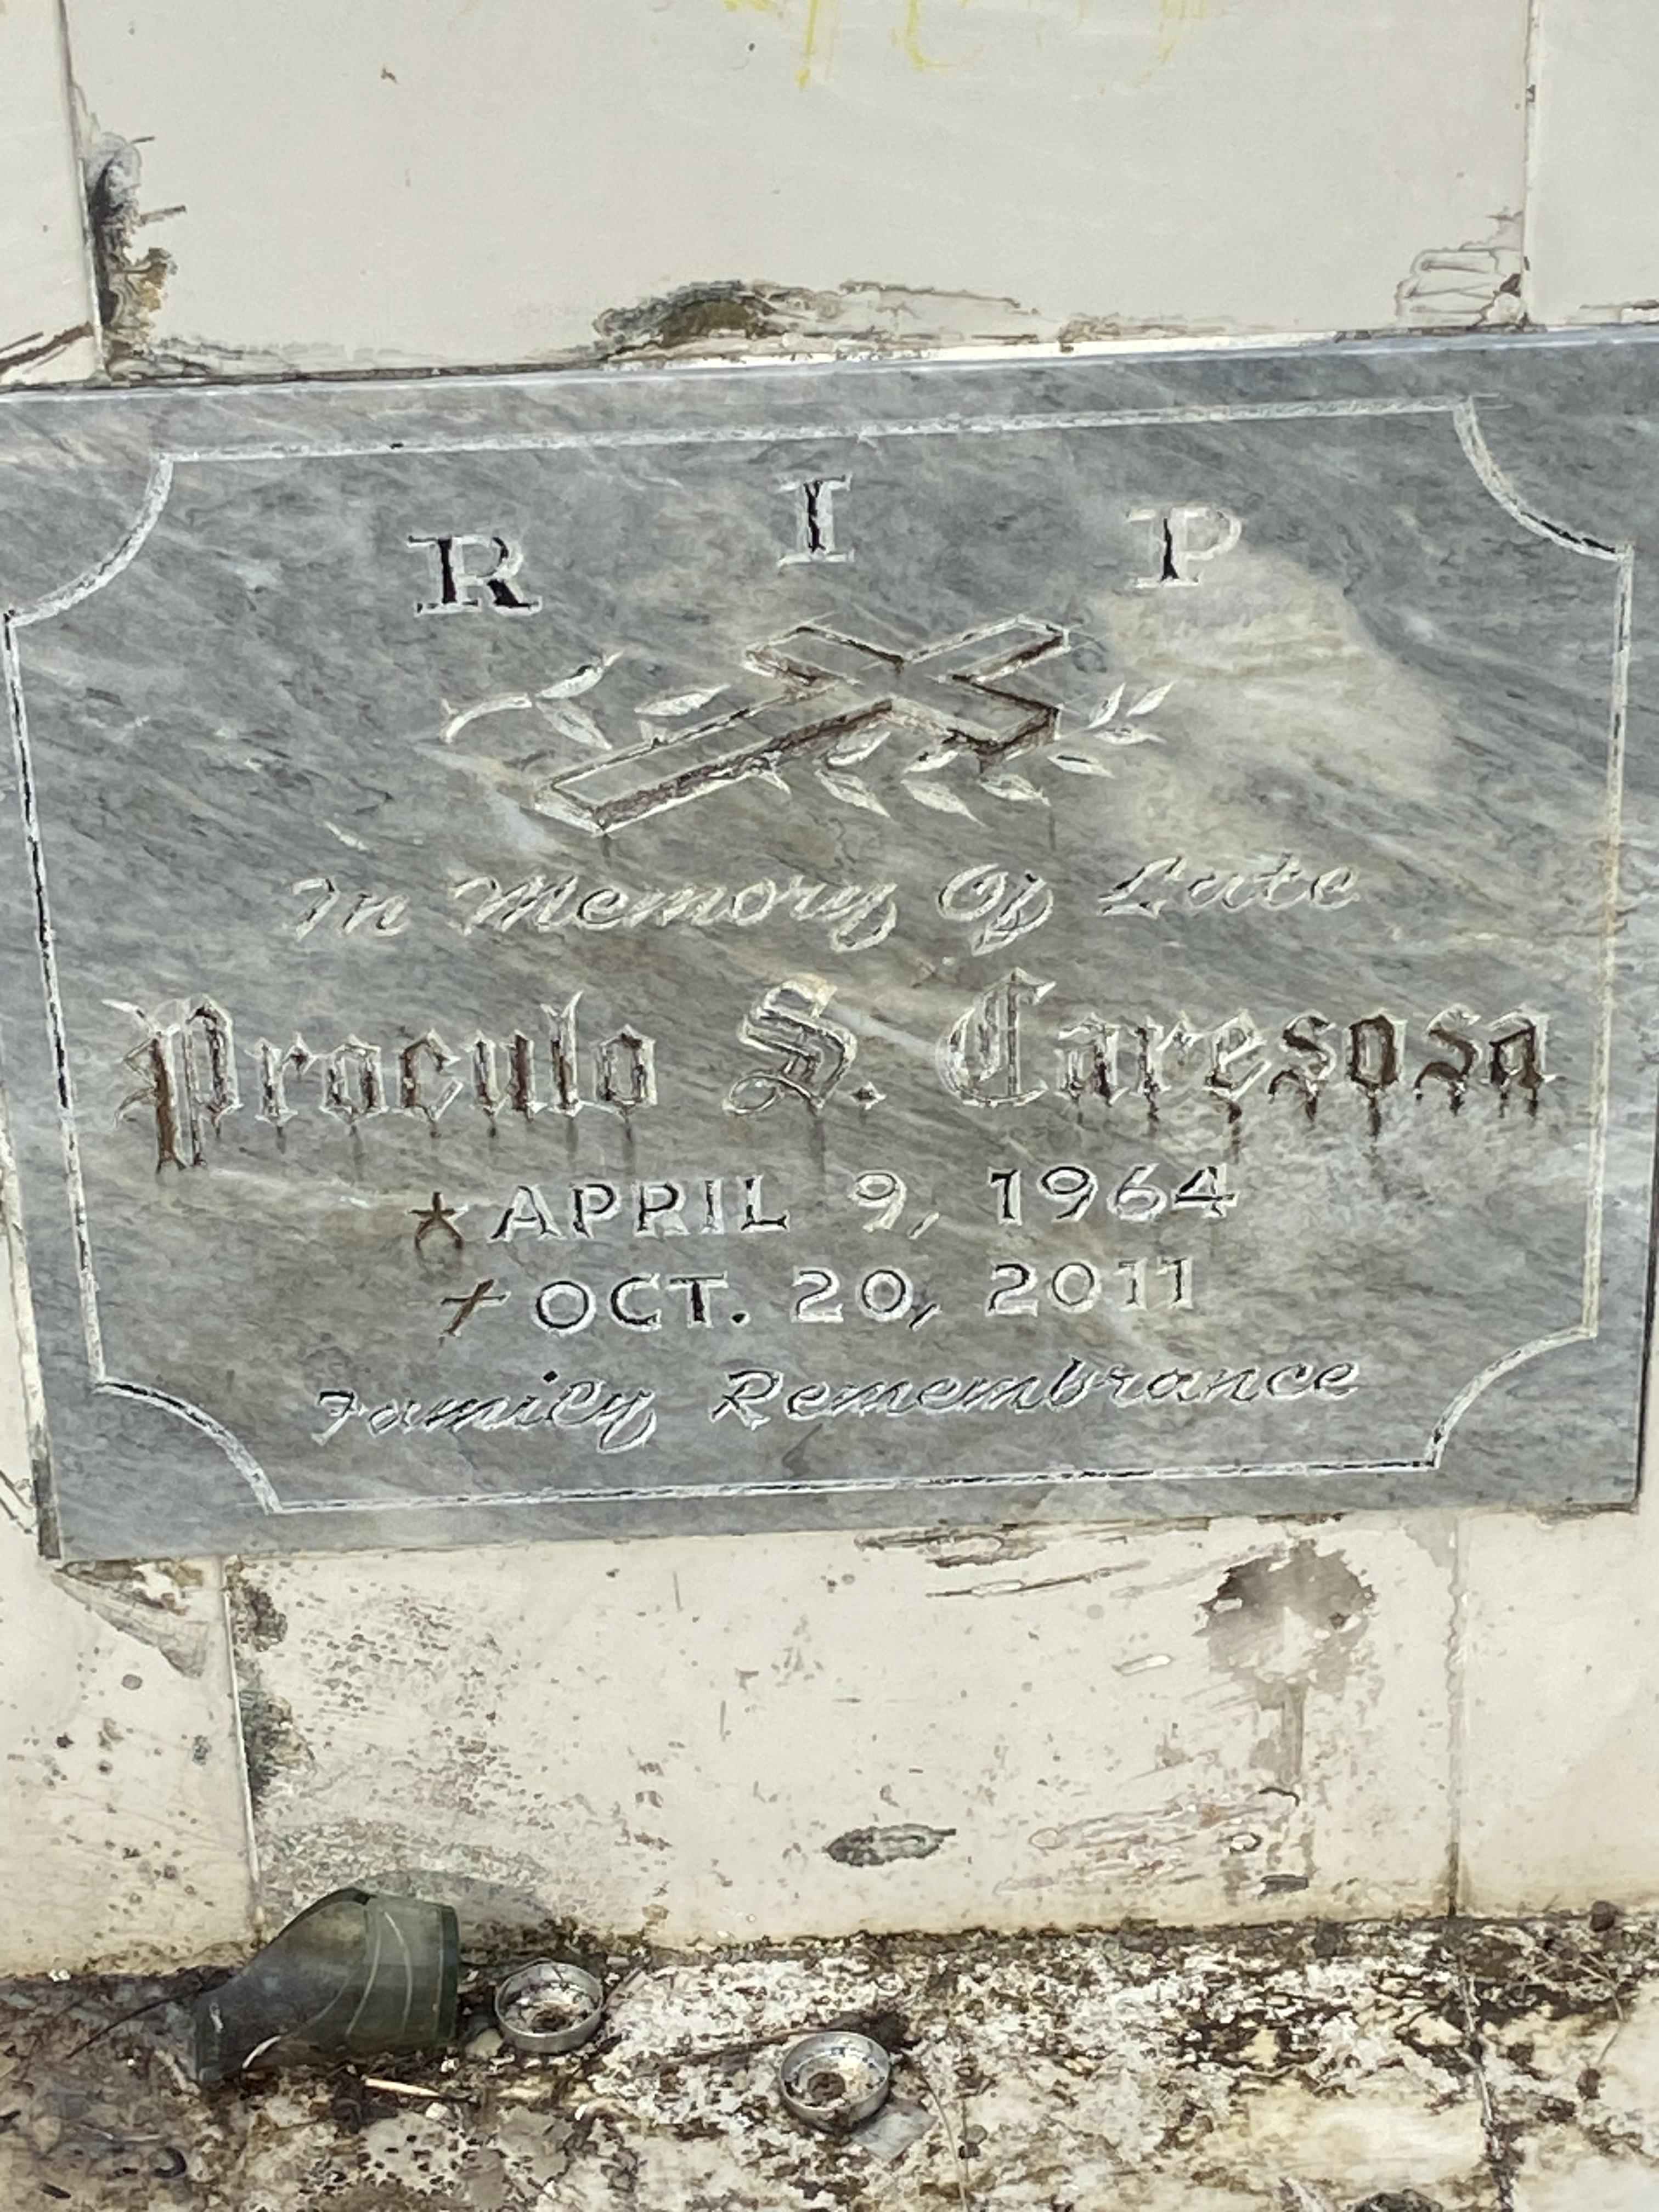 R I P
In Memory Of Late
Proculo S. Caresosa
APRIL 9, 1964
OCT. 20, 2011
Family Remembrance